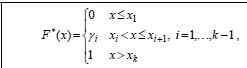 F*(x)= { 0 x≤x₁
γᵢ xᵢ<x≤xᵢ₊₁, i=1,…,k−1 ,
1 x>xₖ